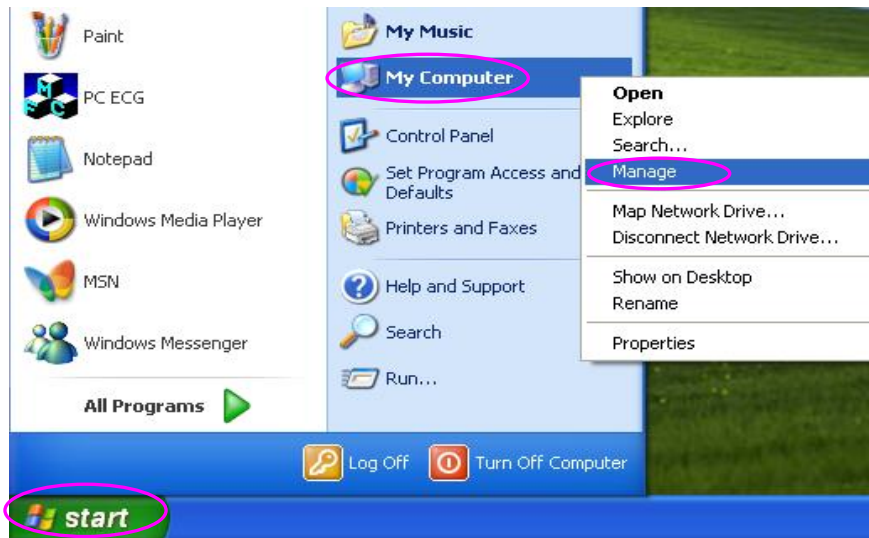 Paint
PC ECG
Notepad
Windows Media Player
MSN
Windows Messenger
All Programs
My Music
My Computer
Control Panel
Set Program Access and
Defaults
Printers and Faxes
Help and Support
Search
Run...
Open
Explore
Search...
Manage
Map Network Drive...
Disconnect Network Drive...
Show on Desktop
Rename
Properties
Log Off
Turn Off Computer
start